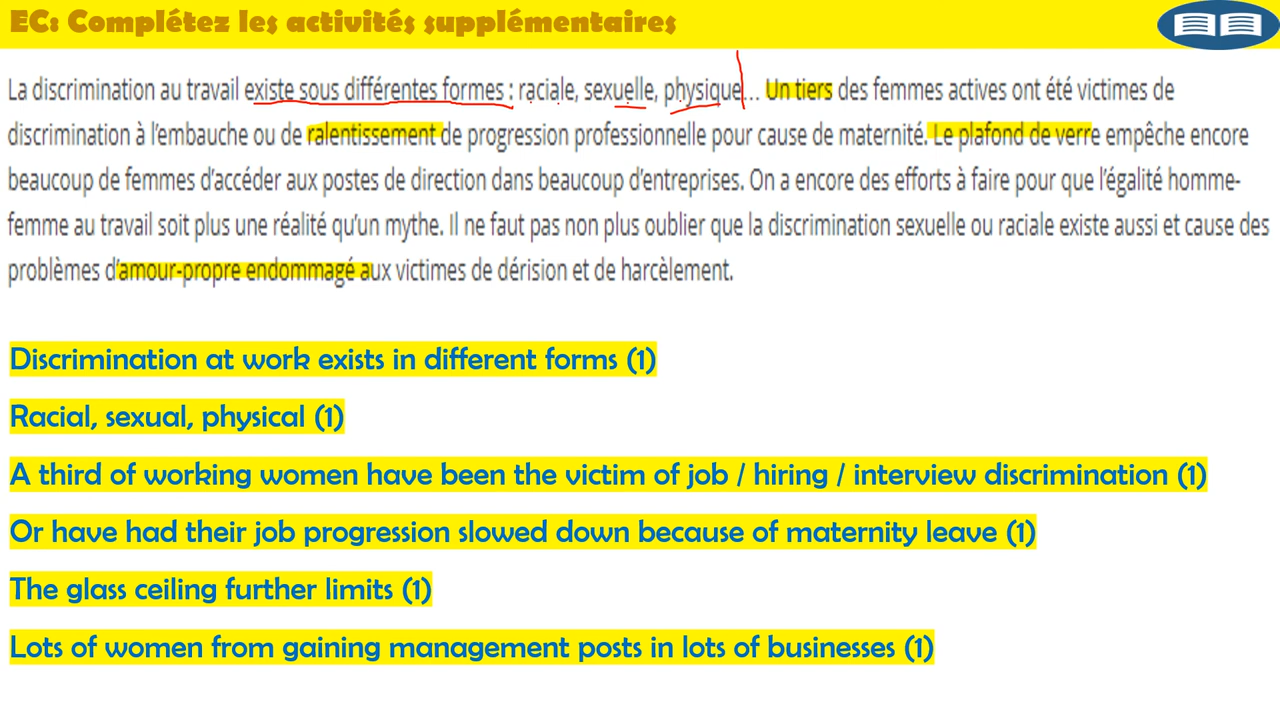 EC: Complétez les activités supplémentaires
La discrimination au travail existe sous différentes formes : raciale, sexuelle, physique… Un tiers des femmes actives ont été victimes de
discrimination à l’embauche ou de ralentissement de progression professionnelle pour cause de maternité. Le plafond de verre empêche encore
beaucoup de femmes d’accéder aux postes de direction dans beaucoup d’entreprises. On a encore des efforts à faire pour que l’égalité homme-
femme au travail soit plus une réalité qu’un mythe. Il ne faut pas non plus oublier que la discrimination sexuelle ou raciale existe aussi et cause des
problèmes d’amour-propre endommagé aux victimes de dérision et de harcèlement.
Discrimination at work exists in different forms (1)
Racial, sexual, physical (1)
A third of working women have been the victim of job / hiring / interview discrimination (1)
Or have had their job progression slowed down because of maternity leave (1)
The glass ceiling further limits (1)
Lots of women from gaining management posts in lots of businesses (1)